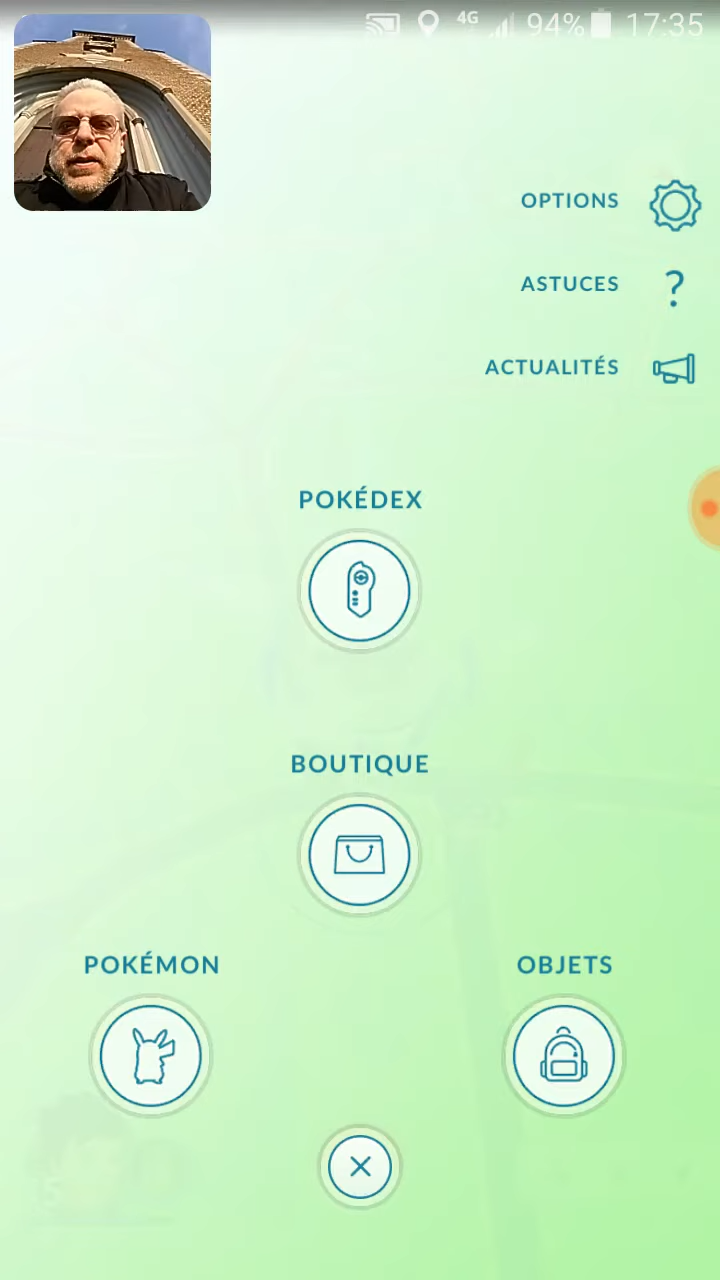 4G 94% 17:35
OPTIONS
ASTUCES ?
ACTUALITÉS
POKÉDEX
BOUTIQUE
POKÉMON OBJETS